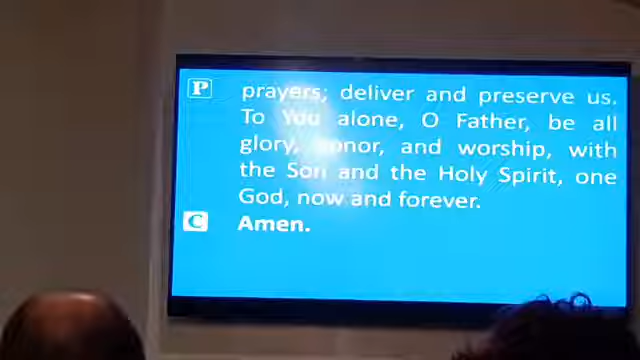 P prayers; deliver and preserve us.
To You alone, O Father, be all
glory, honor, and worship, with
the Son and the Holy Spirit, one
God, now and forever.
C Amen.